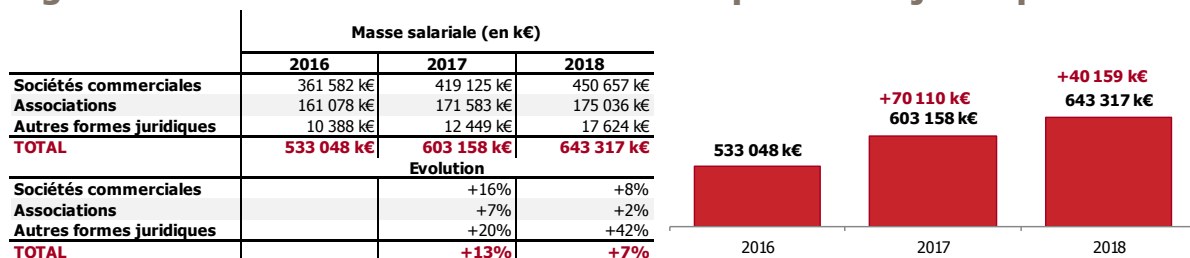 Masse salariale (en k€)
2016 2017 2018
Sociétés commerciales 361 582 k€ 419 125 k€ 450 657 k€
Associations 161 078 k€ 171 583 k€ 175 036 k€
Autres formes juridiques 10 388 k€ 12 449 k€ 17 624 k€
TOTAL 533 048 k€ 603 158 k€ 643 317 k€
Evolution
Sociétés commerciales +16% +8%
Associations +7% +2%
Autres formes juridiques +20% +42%
TOTAL +13% +7%
+40 159 k€
643 317 k€
+70 110 k€
603 158 k€
533 048 k€
2016 2017 2018